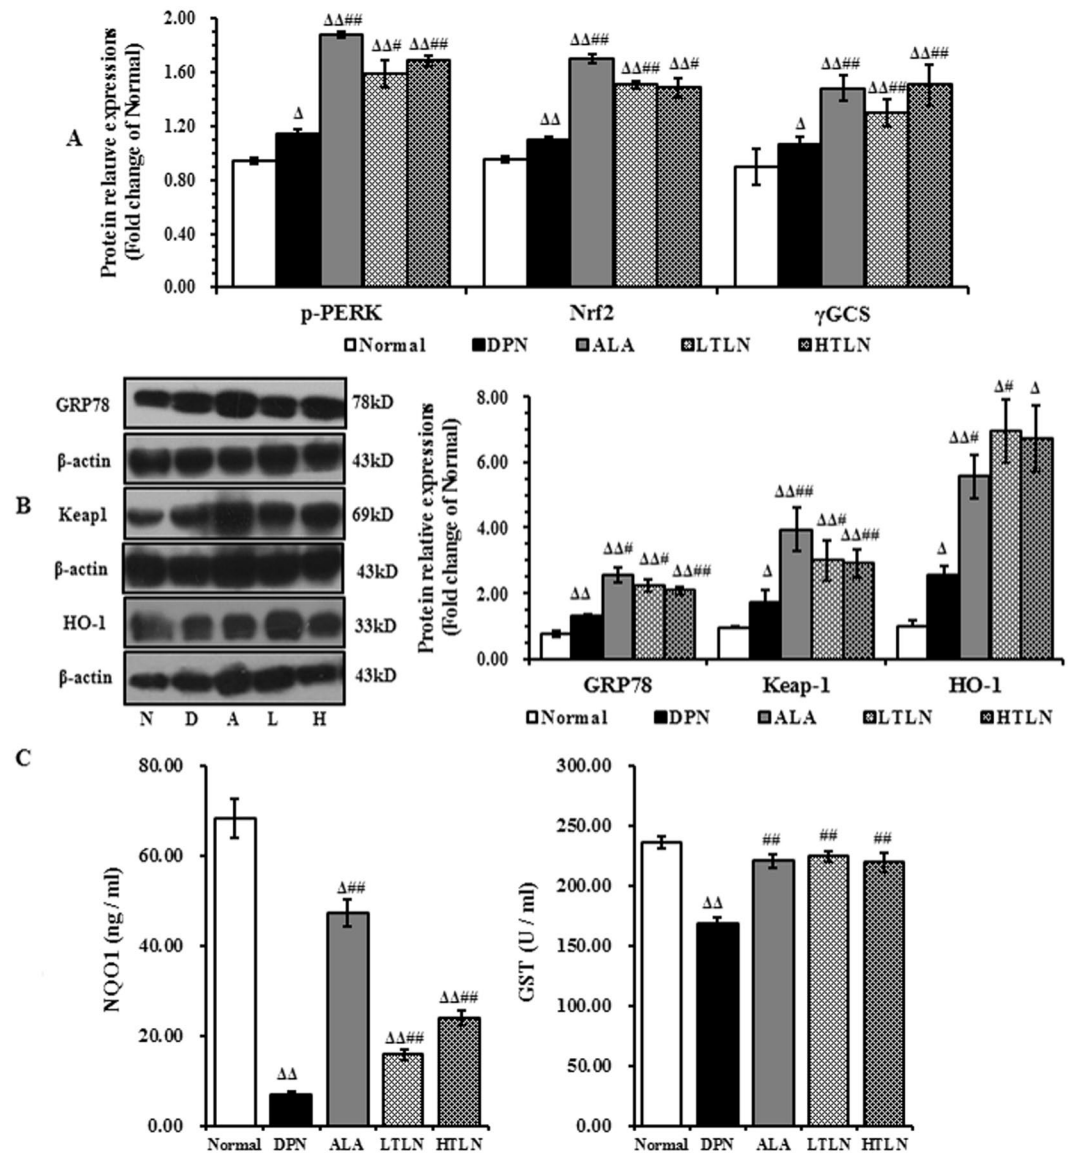 A
Protein relative expressions
(Fold change of Normal)
2.00
1.60
1.20
0.80
0.40
0.00
Δ
ΔΔ##
ΔΔ#
ΔΔ##
ΔΔ
ΔΔ##
ΔΔ##
ΔΔ#
Δ
ΔΔ##
ΔΔ##
ΔΔ##
p-PERK
Nrf2
γGCS
Normal DPN ALA LTLN HTLN
B
GRP78 78kD
β-actin 43kD
Keap1 69kD
β-actin 43kD
HO-1 33kD
β-actin 43kD
N D A L H
Protein relative expressions
(Fold change of Normal)
8.00
6.00
4.00
2.00
0.00
ΔΔ
ΔΔ#
ΔΔ#
ΔΔ##
Δ
ΔΔ##
ΔΔ#
ΔΔ##
Δ
ΔΔ#
Δ#
Δ
GRP78
Keap-1
HO-1
Normal DPN ALA LTLN HTLN
C
NQO1 (ng / ml)
80.00
60.00
40.00
20.00
0.00
ΔΔ
Δ##
ΔΔ##
ΔΔ##
Normal DPN ALA LTLN HTLN
GST (U / ml)
300.00
250.00
200.00
150.00
100.00
50.00
0.00
ΔΔ
##
##
##
Normal DPN ALA LTLN HTLN